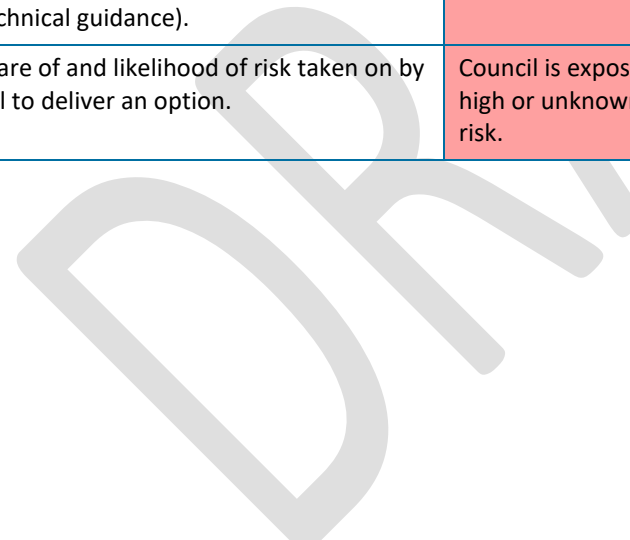 chnical guidance).
are of and likelihood of risk taken on by
l to deliver an option.
Council is expos
high or unknow
risk.
DRA